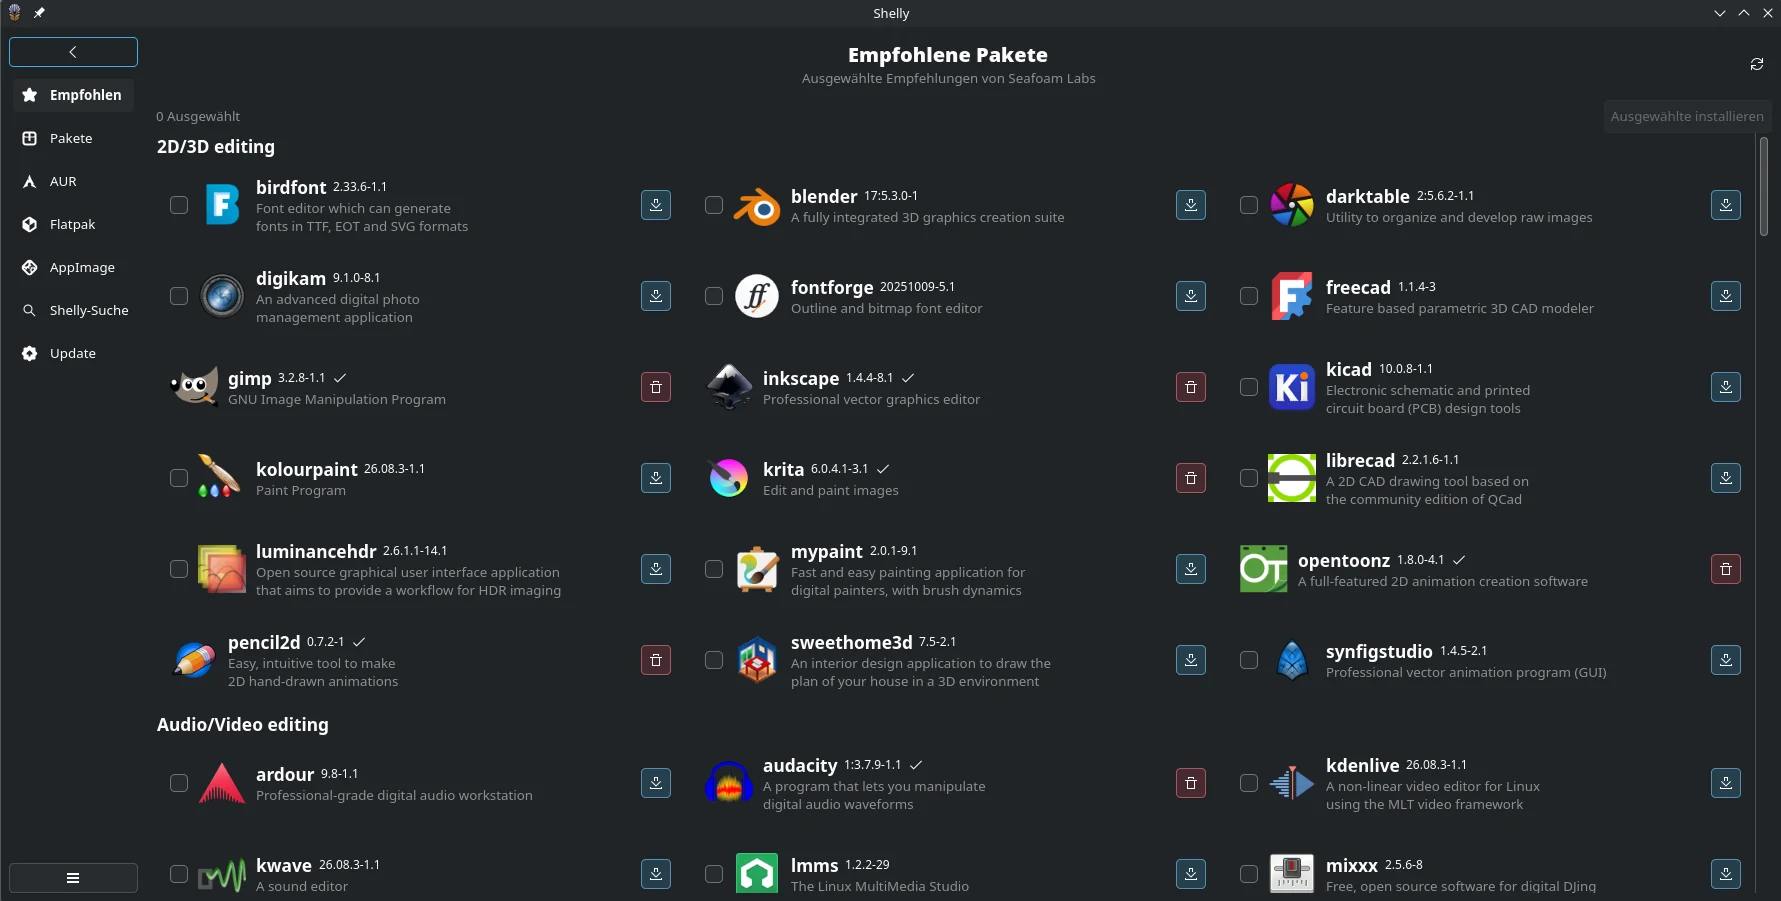 Shelly
Empfohlene Pakete
Ausgewählte Empfehlungen von Seafoam Labs
Empfohlen
Pakete
AUR
Flatpak
AppImage
Shelly-Suche
Update
0 Ausgewählt
Ausgewählte installieren
2D/3D editing
birdfont 2.33.6-1.1
Font editor which can generate
fonts in TTF, EOT and SVG formats
blender 17:5.3.0-1
A fully integrated 3D graphics creation suite
darktable 2:5.6.2-1.1
Utility to organize and develop raw images
digikam 9.1.0-8.1
An advanced digital photo
management application
fontforge 20251009-5.1
Outline and bitmap font editor
freecad 1.1.4-3
Feature based parametric 3D CAD modeler
gimp 3.2.8-1.1
GNU Image Manipulation Program
inkscape 1.4.4-8.1
Professional vector graphics editor
kicad 10.0.8-1.1
Electronic schematic and printed
circuit board (PCB) design tools
kolourpaint 26.08.3-1.1
Paint Program
krita 6.0.4.1-3.1
Edit and paint images
librecad 2.2.1.6-1.1
A 2D CAD drawing tool based on
the community edition of QCad
luminancehdr 2.6.1.1-14.1
Open source graphical user interface application
that aims to provide a workflow for HDR imaging
mypaint 2.0.1-9.1
Fast and easy painting application for
digital painters, with brush dynamics
opentoonz 1.8.0-4.1
A full-featured 2D animation creation software
pencil2d 0.7.2-1
Easy, intuitive tool to make
2D hand-drawn animations
sweethome3d 7.5-2.1
An interior design application to draw the
plan of your house in a 3D environment
synfigstudio 1.4.5-2.1
Professional vector animation program (GUI)
Audio/Video editing
ardour 9.8-1.1
Professional-grade digital audio workstation
audacity 1:3.7.9-1.1
A program that lets you manipulate
digital audio waveforms
kdenlive 26.08.3-1.1
A non-linear video editor for Linux
using the MLT video framework
kwave 26.08.3-1.1
A sound editor
lmms 1.2.2-29
The Linux MultiMedia Studio
mixxx 2.5.6-8
Free, open source software for digital DJing